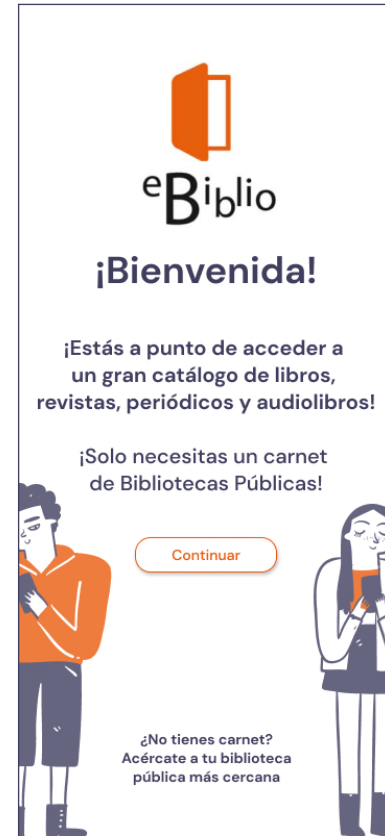 eBiblio
¡Bienvenida!
¡Estás a punto de acceder a
un gran catálogo de libros,
revistas, periódicos y audiolibros!
¡Solo necesitas un carnet
de Bibliotecas Públicas!
Continuar
¿No tienes carnet?
Acércate a tu biblioteca
pública más cercana